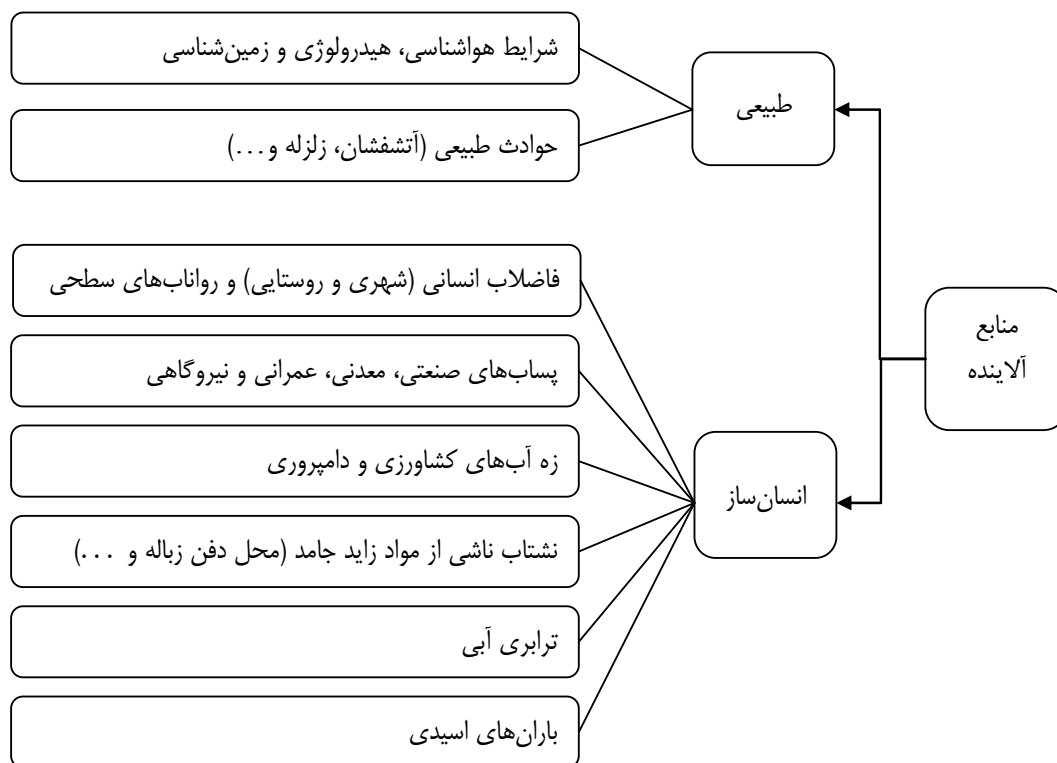 منابع
آلاینده
طبیعی
شرایط هواشناسی، هیدرولوژی و زمین‌شناسی
حوادث طبیعی (آتشفشان، زلزله و...)
انسان‌ساز
فاضلاب انسانی (شهری و روستایی) و رواناب‌های سطحی
پساب‌های صنعتی، معدنی، عمرانی و نیروگاهی
زه آب‌های کشاورزی و دامپروری
نشتاب ناشی از مواد زاید جامد (محل دفن زباله و ...)
ترابری آبی
باران‌های اسیدی